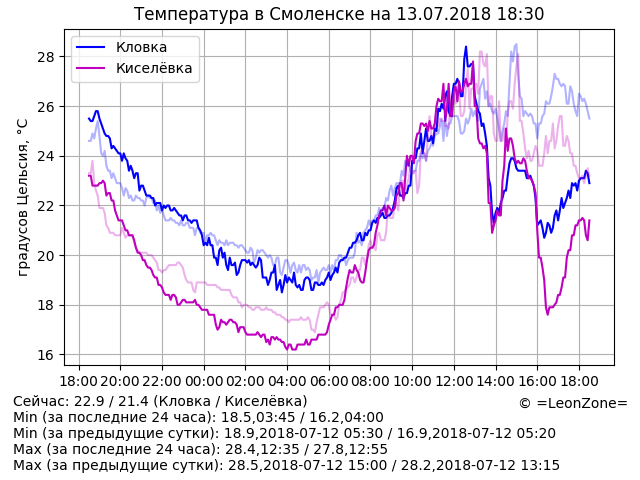 Температура в Смоленске на 13.07.2018 18:30
Кловка
Киселёвка
градусов Цельсия, °C
28
26
24
22
20
18
16
18:00 20:00 22:00 00:00 02:00 04:00 06:00 08:00 10:00 12:00 14:00 16:00 18:00
Сейчас: 22.9 / 21.4 (Кловка / Киселёвка)
© =LeonZone=
Min (за последние 24 часа): 18.5,03:45 / 16.2,04:00
Min (за предыдущие сутки): 18.9,2018-07-12 05:30 / 16.9,2018-07-12 05:20
Max (за последние 24 часа): 28.4,12:35 / 27.8,12:55
Max (за предыдущие сутки): 28.5,2018-07-12 15:00 / 28.2,2018-07-12 13:15